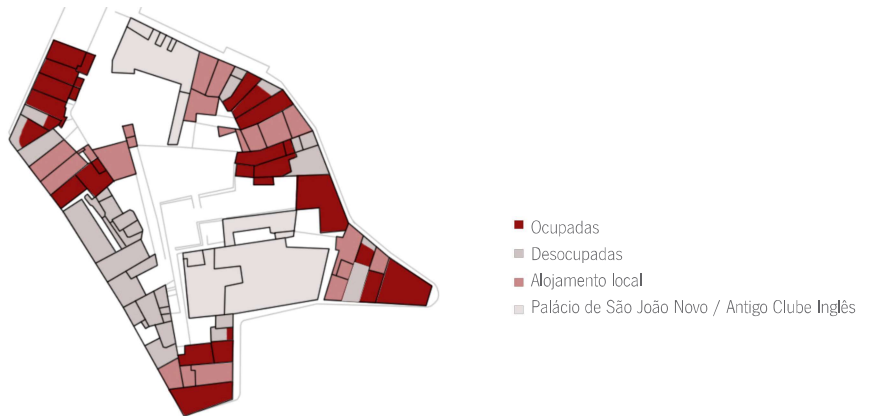 Ocupadas
Desocupadas
Alojamento local
Palácio de São João Novo / Antigo Clube Inglês